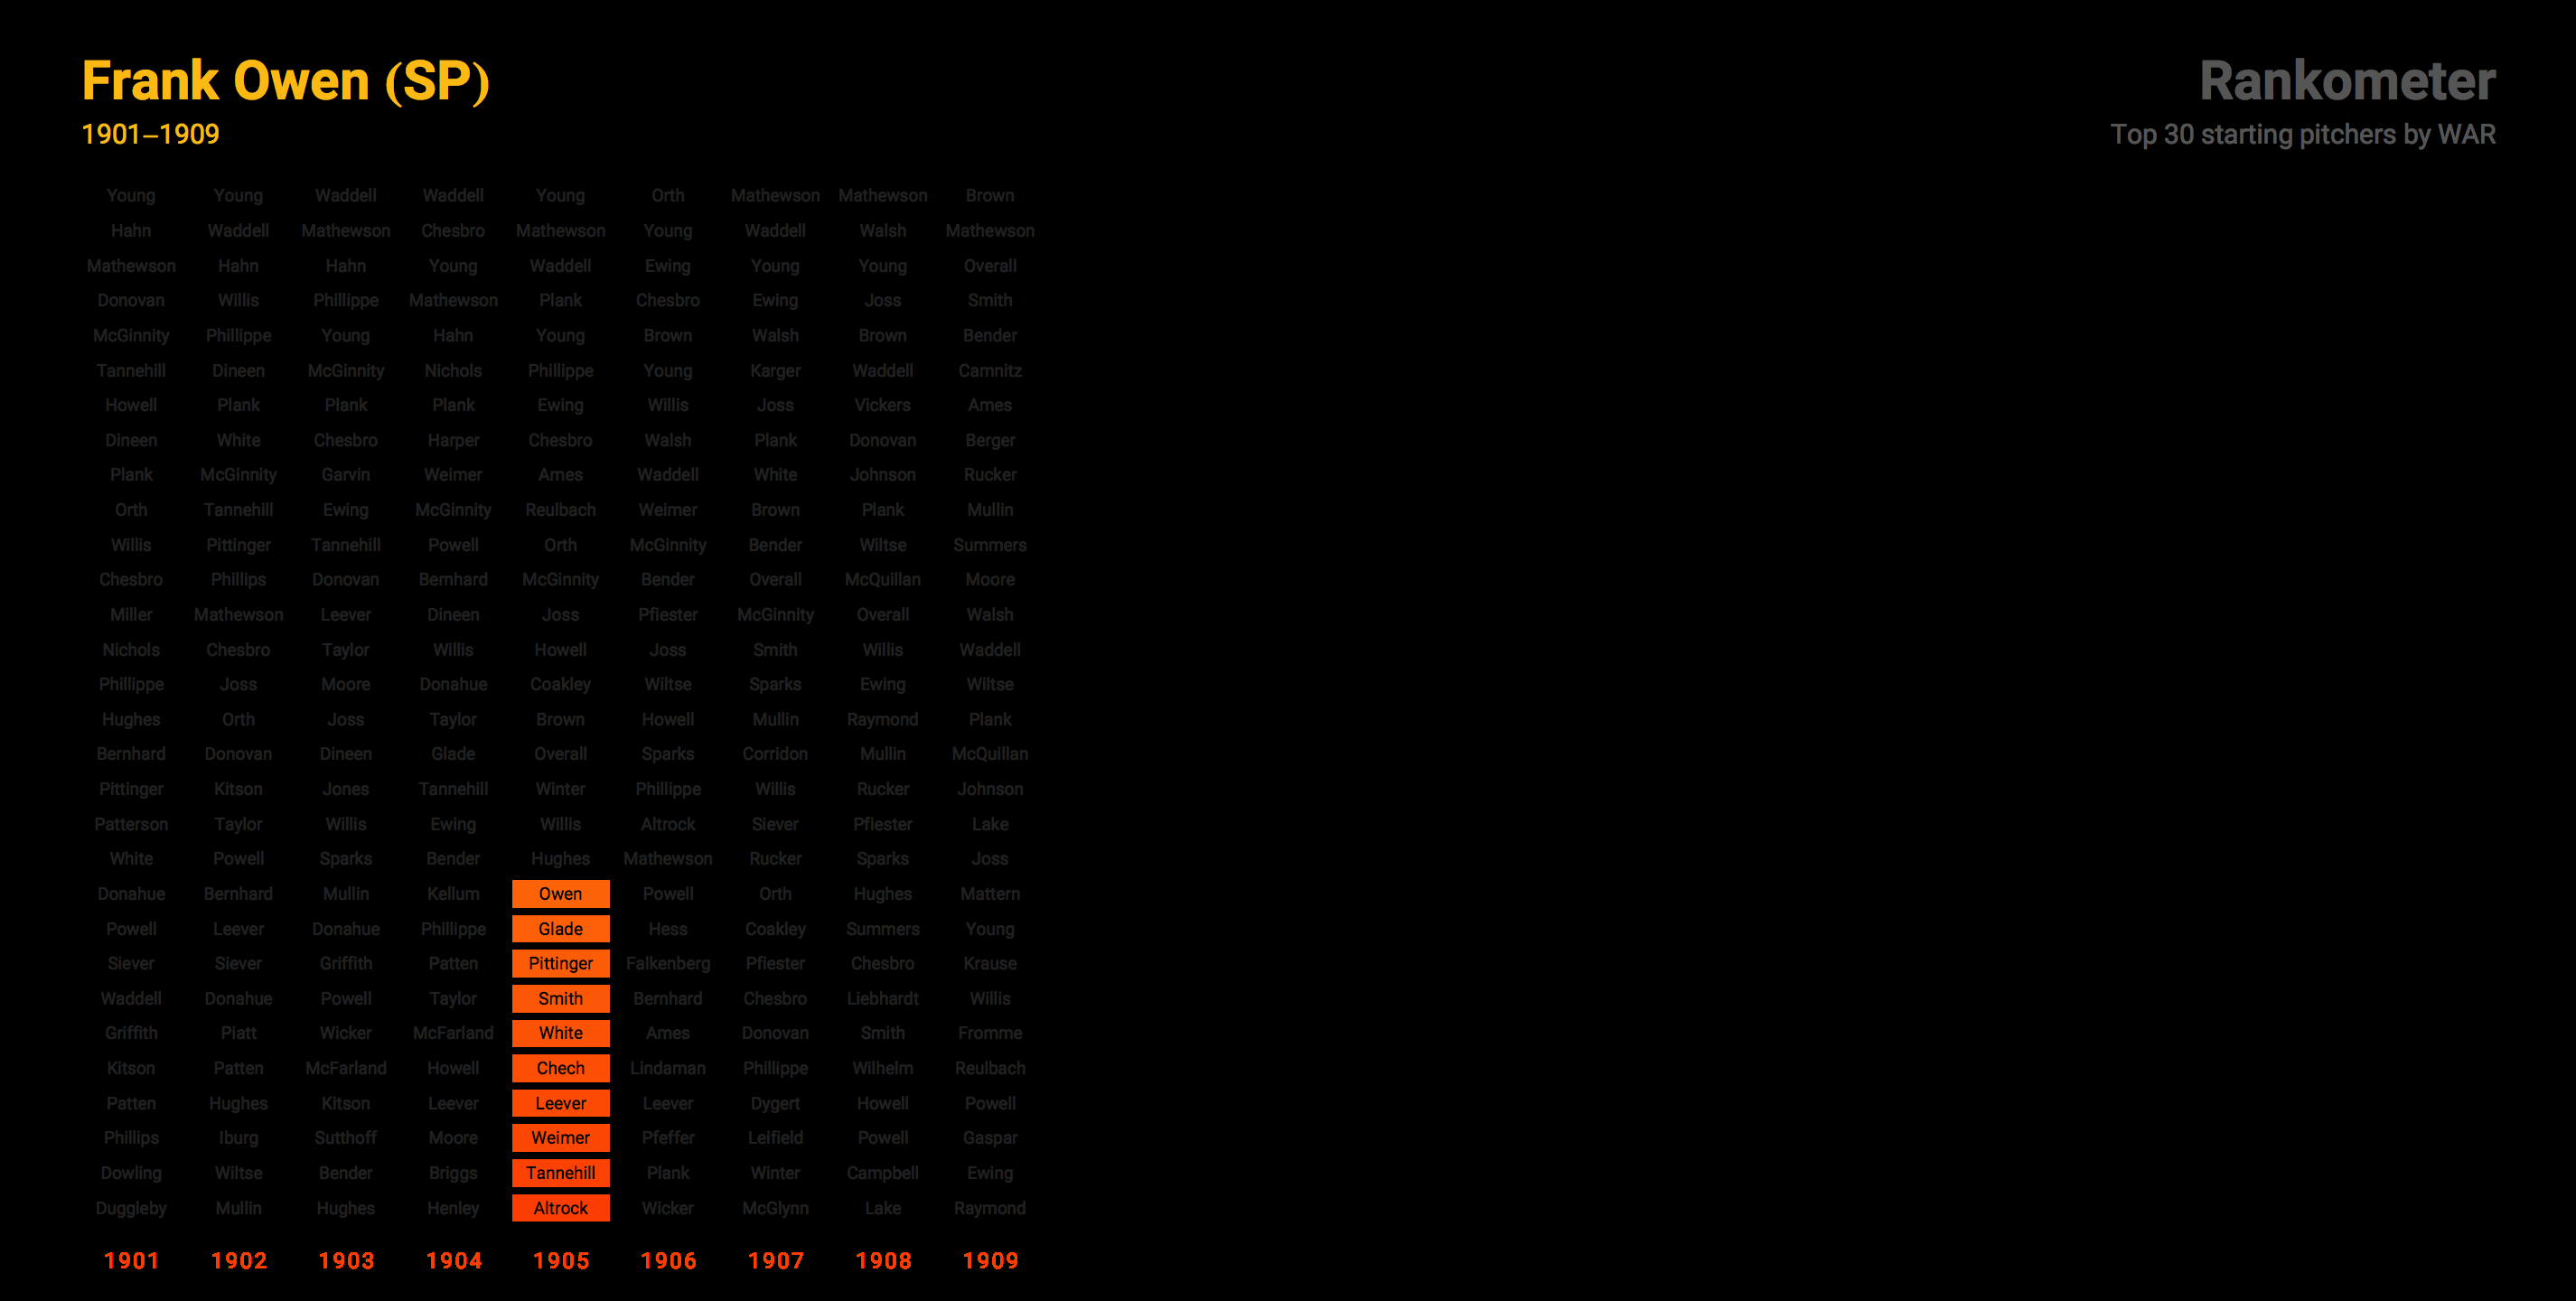 Frank Owen (SP)
1901–1909
Rankometer
Top 30 starting pitchers by WAR
Young Young Waddell Waddell Young Orth Mathewson Mathewson Brown
Hahn Waddell Mathewson Chesbro Mathewson Young Waddell Walsh Mathewson
Mathewson Hahn Hahn Young Waddell Ewing Young Young Overall
Donovan Willis Phillippe Mathewson Plank Chesbro Ewing Joss Smith
McGinnity Phillippe Young Hahn Young Brown Walsh Brown Bender
Tannehill Dineen McGinnity Nichols Phillippe Young Karger Waddell Camnitz
Howell Plank Plank Plank Ewing Willis Joss Vickers Ames
Dineen White Chesbro Harper Chesbro Walsh Plank Donovan Berger
Plank McGinnity Garvin Weimer Ames Waddell White Johnson Rucker
Orth Tannehill Ewing McGinnity Reulbach Weimer Brown Plank Mullin
Willis Pittinger Tannehill Powell Orth McGinnity Bender Wiltse Summers
Chesbro Phillips Donovan Bernhard McGinnity Bender Overall McQuillan Moore
Miller Mathewson Leever Dineen Joss Pfiester McGinnity Overall Walsh
Nichols Chesbro Taylor Willis Howell Joss Smith Willis Waddell
Phillippe Joss Moore Donahue Coakley Wiltse Sparks Ewing Wiltse
Hughes Orth Joss Taylor Brown Howell Mullin Raymond Plank
Bernhard Donovan Dineen Glade Overall Sparks Corridon Mullin McQuillan
Pittinger Kitson Jones Tannehill Winter Phillippe Willis Rucker Johnson
Patterson Taylor Willis Ewing Willis Altrock Siever Pfiester Lake
White Powell Sparks Bender Hughes Mathewson Rucker Sparks Joss
Donahue Bernhard Mullin Kellum Owen Powell Orth Hughes Mattern
Powell Leever Donahue Phillippe Glade Hess Coakley Summers Young
Siever Siever Griffith Patten Pittinger Falkenberg Pfiester Chesbro Krause
Waddell Donahue Powell Taylor Smith Bernhard Chesbro Liebhardt Willis
Griffith Piatt Wicker McFarland White Ames Donovan Smith Fromme
Kitson Patten McFarland Howell Chech Lindaman Phillippe Wilhelm Reulbach
Patten Hughes Kitson Leever Leever Leever Dygert Howell Powell
Phillips Iburg Sutthoff Moore Weimer Pfeffer Leifield Powell Gaspar
Dowling Wiltse Bender Briggs Tannehill Plank Winter Campbell Ewing
Duggleby Mullin Hughes Henley Altrock Wicker McGlynn Lake Raymond
1901 1902 1903 1904 1905 1906 1907 1908 1909